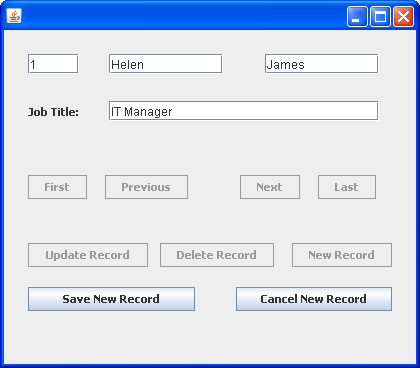 1 Helen James
Job Title: IT Manager
First Previous Next Last
Update Record Delete Record New Record
Save New Record Cancel New Record